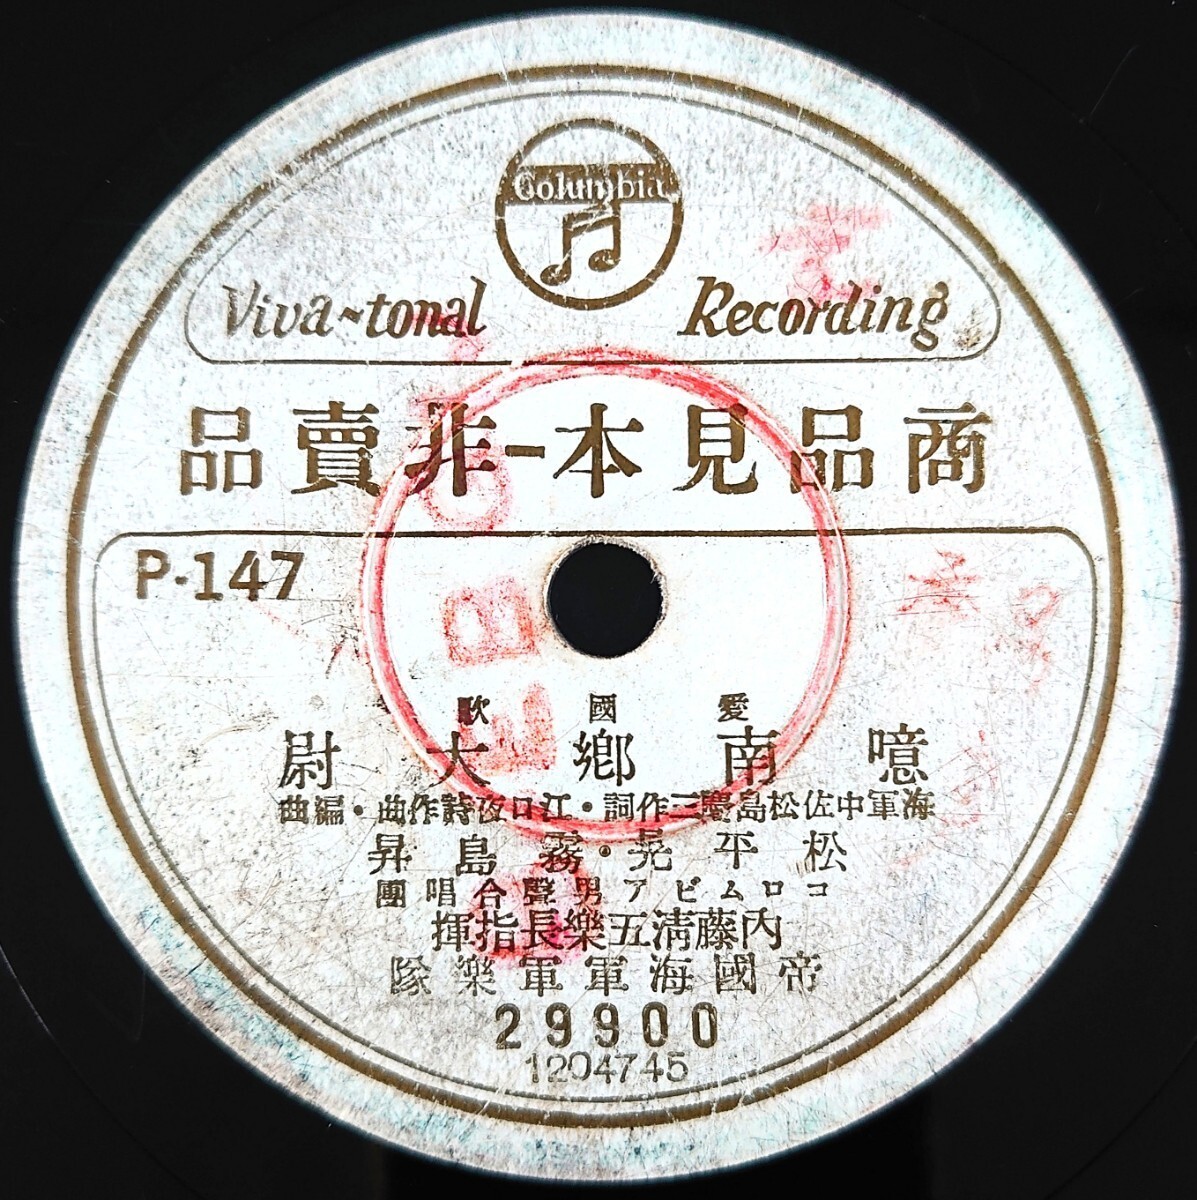 Columbia
Viva-tonal Recording
商品見本-非賣品
P-147
愛國歌
噫南鄕大尉
海軍中佐松島慶三作詞・江口夜詩作曲・編曲
松平晃・霧島昇
コロムビア男聲合唱團
內藤淸五樂長指揮
帝國海軍軍樂隊
29900
1204745